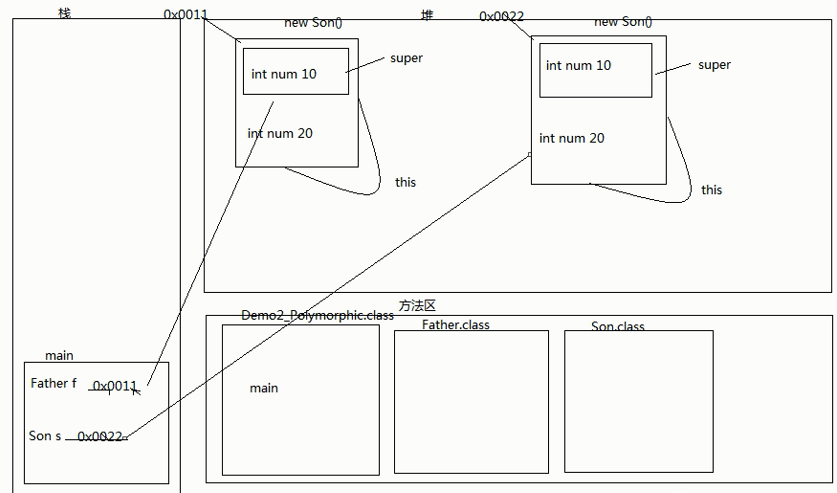 栈
0x0011
new Son()
堆
0x0022
new Son()
int num 10
super
int num 20
this
int num 10
super
int num 20
this
方法区
Demo2_Polymorphic.class
Father.class
Son.class
main
main
Father f 0x0011
Son s 0x0022